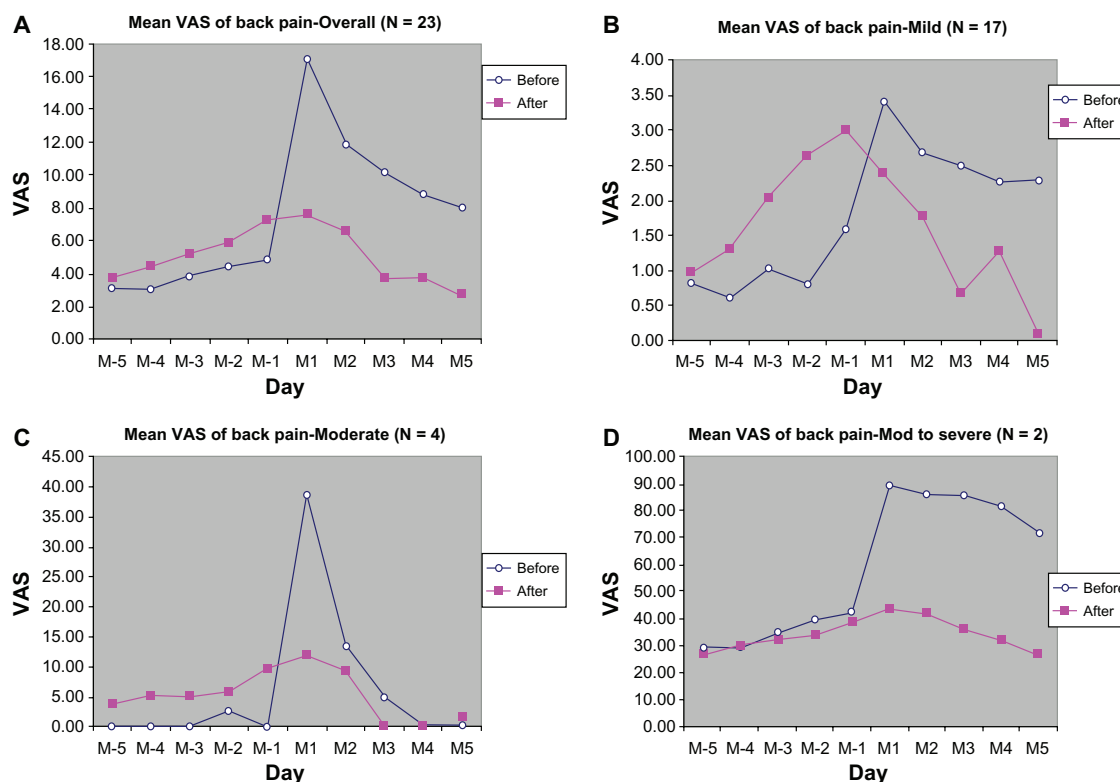 A
Mean VAS of back pain-Overall (N = 23)
18.00
16.00
14.00
12.00
10.00
8.00
6.00
4.00
2.00
0.00
VAS
M-5 M-4 M-3 M-2 M-1 M1 M2 M3 M4 M5
Day
Before
After
B
Mean VAS of back pain-Mild (N = 17)
4.00
3.50
3.00
2.50
2.00
1.50
1.00
0.50
0.00
VAS
M-5 M-4 M-3 M-2 M-1 M1 M2 M3 M4 M5
Day
Before
After
C
Mean VAS of back pain-Moderate (N = 4)
45.00
40.00
35.00
30.00
25.00
20.00
15.00
10.00
5.00
0.00
VAS
M-5 M-4 M-3 M-2 M-1 M1 M2 M3 M4 M5
Day
Before
After
D
Mean VAS of back pain-Mod to severe (N = 2)
100.00
90.00
80.00
70.00
60.00
50.00
40.00
30.00
20.00
10.00
0.00
VAS
M-5 M-4 M-3 M-2 M-1 M1 M2 M3 M4 M5
Day
Before
After